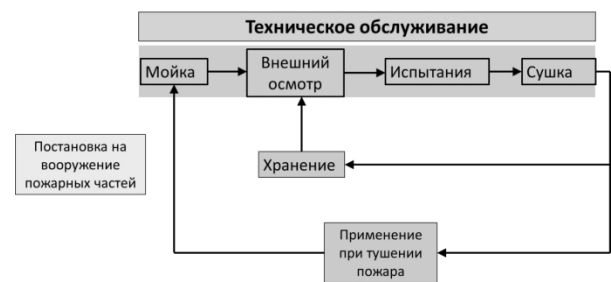 Техническое обслуживание
Мойка
Внешний
осмотр
Испытания
Сушка
Постановка на
вооружение
пожарных частей
Хранение
Применение
при тушении
пожара